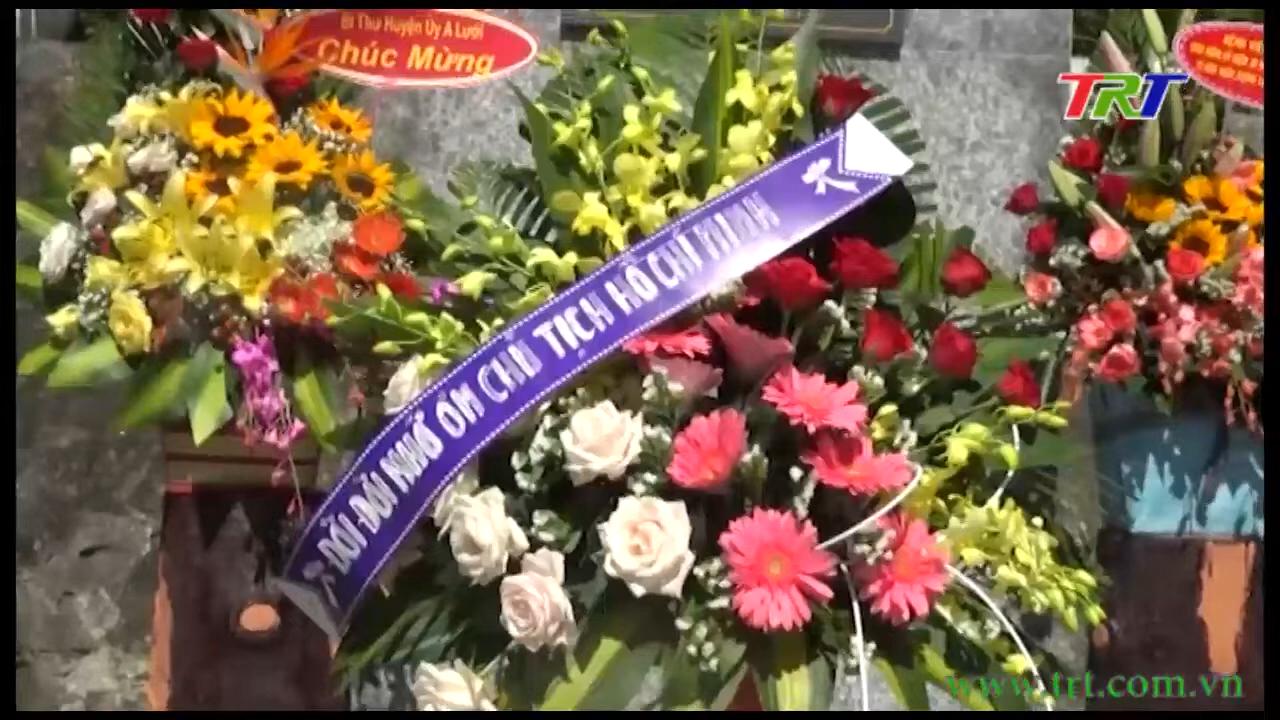 Bí Thư Huyện Ủy A Lưới
Chúc Mừng
TRT
ĐỜI ĐỜI NHỚ ƠN CHỦ TỊCH HỒ CHÍ MINH
www.trt.com.vn